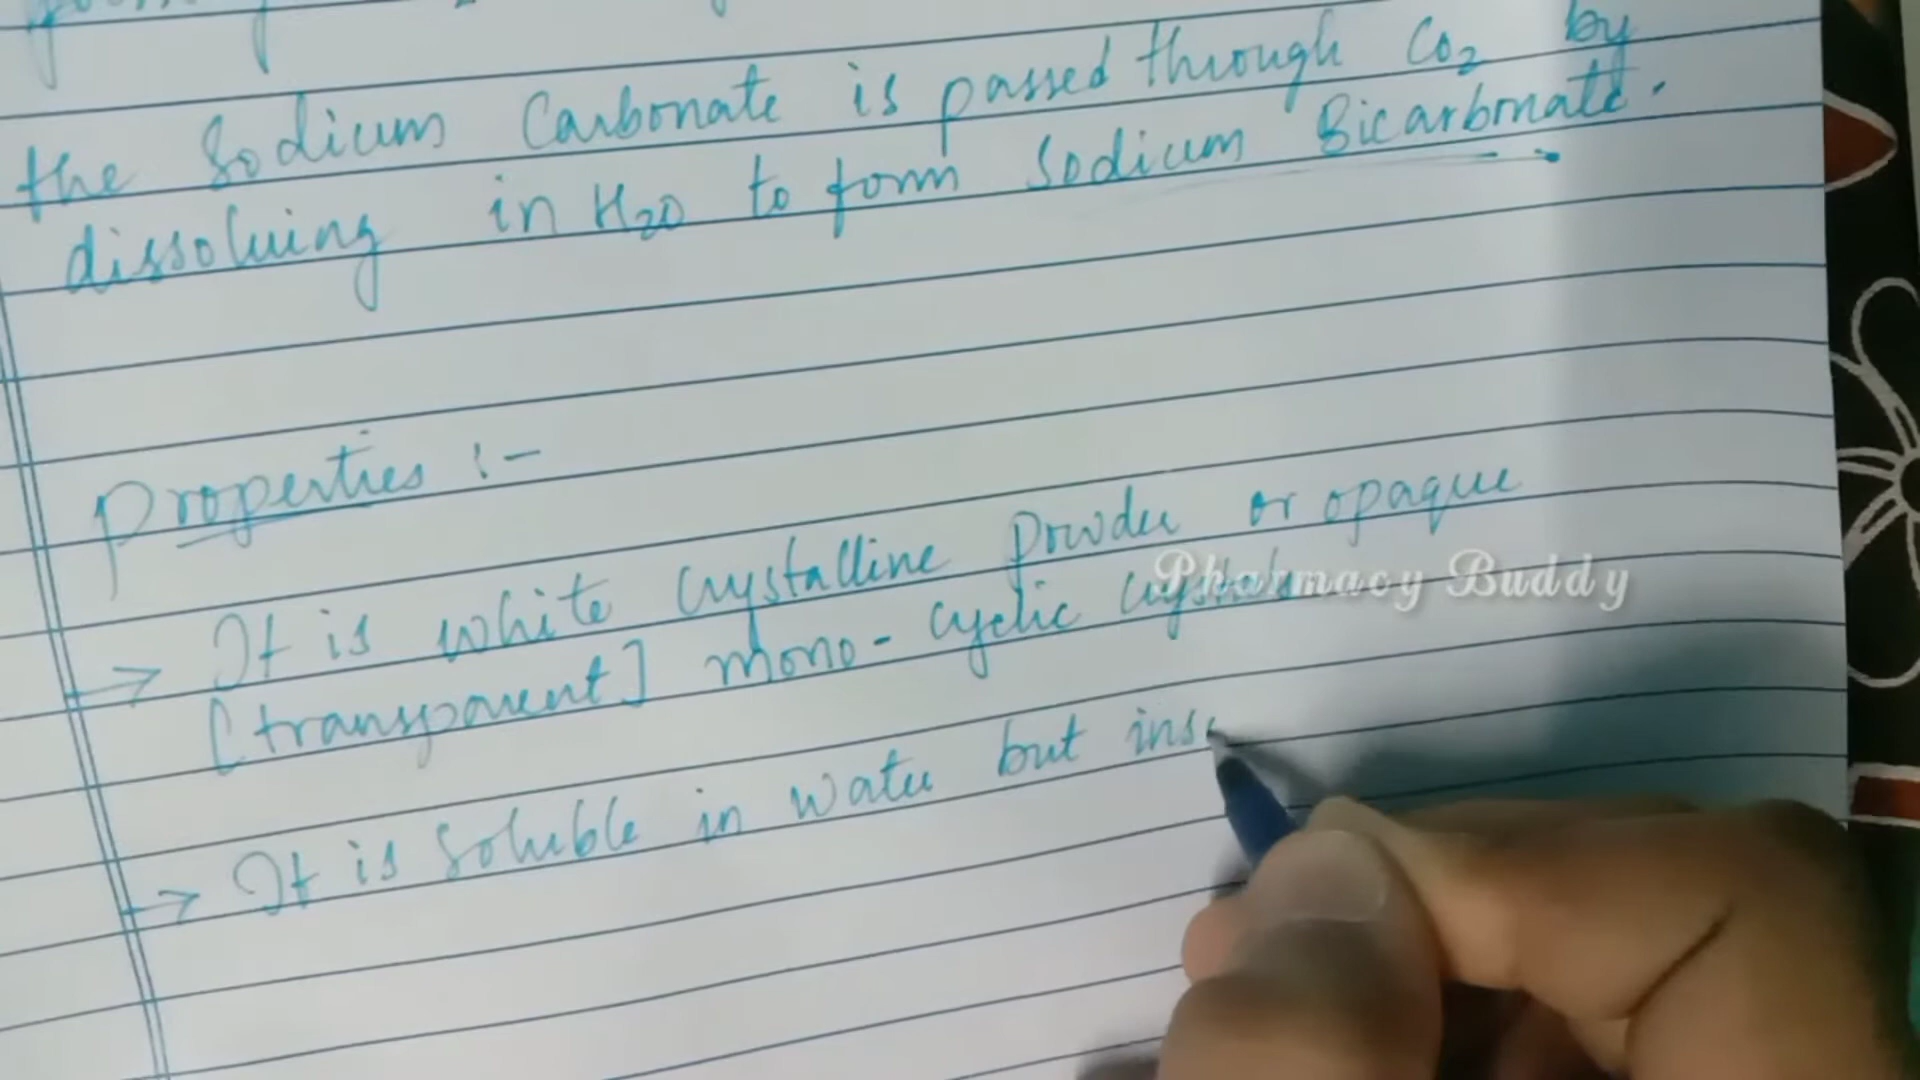 the Sodium Carbonate is passed through CO2 by
dissolving in H2O to form Sodium Bicarbonate.
Properties :-
→ It is white crystalline powder or opaque
[transparent] mono-cyclic crystals
→ It is soluble in water but ins
Pharmacy Buddy